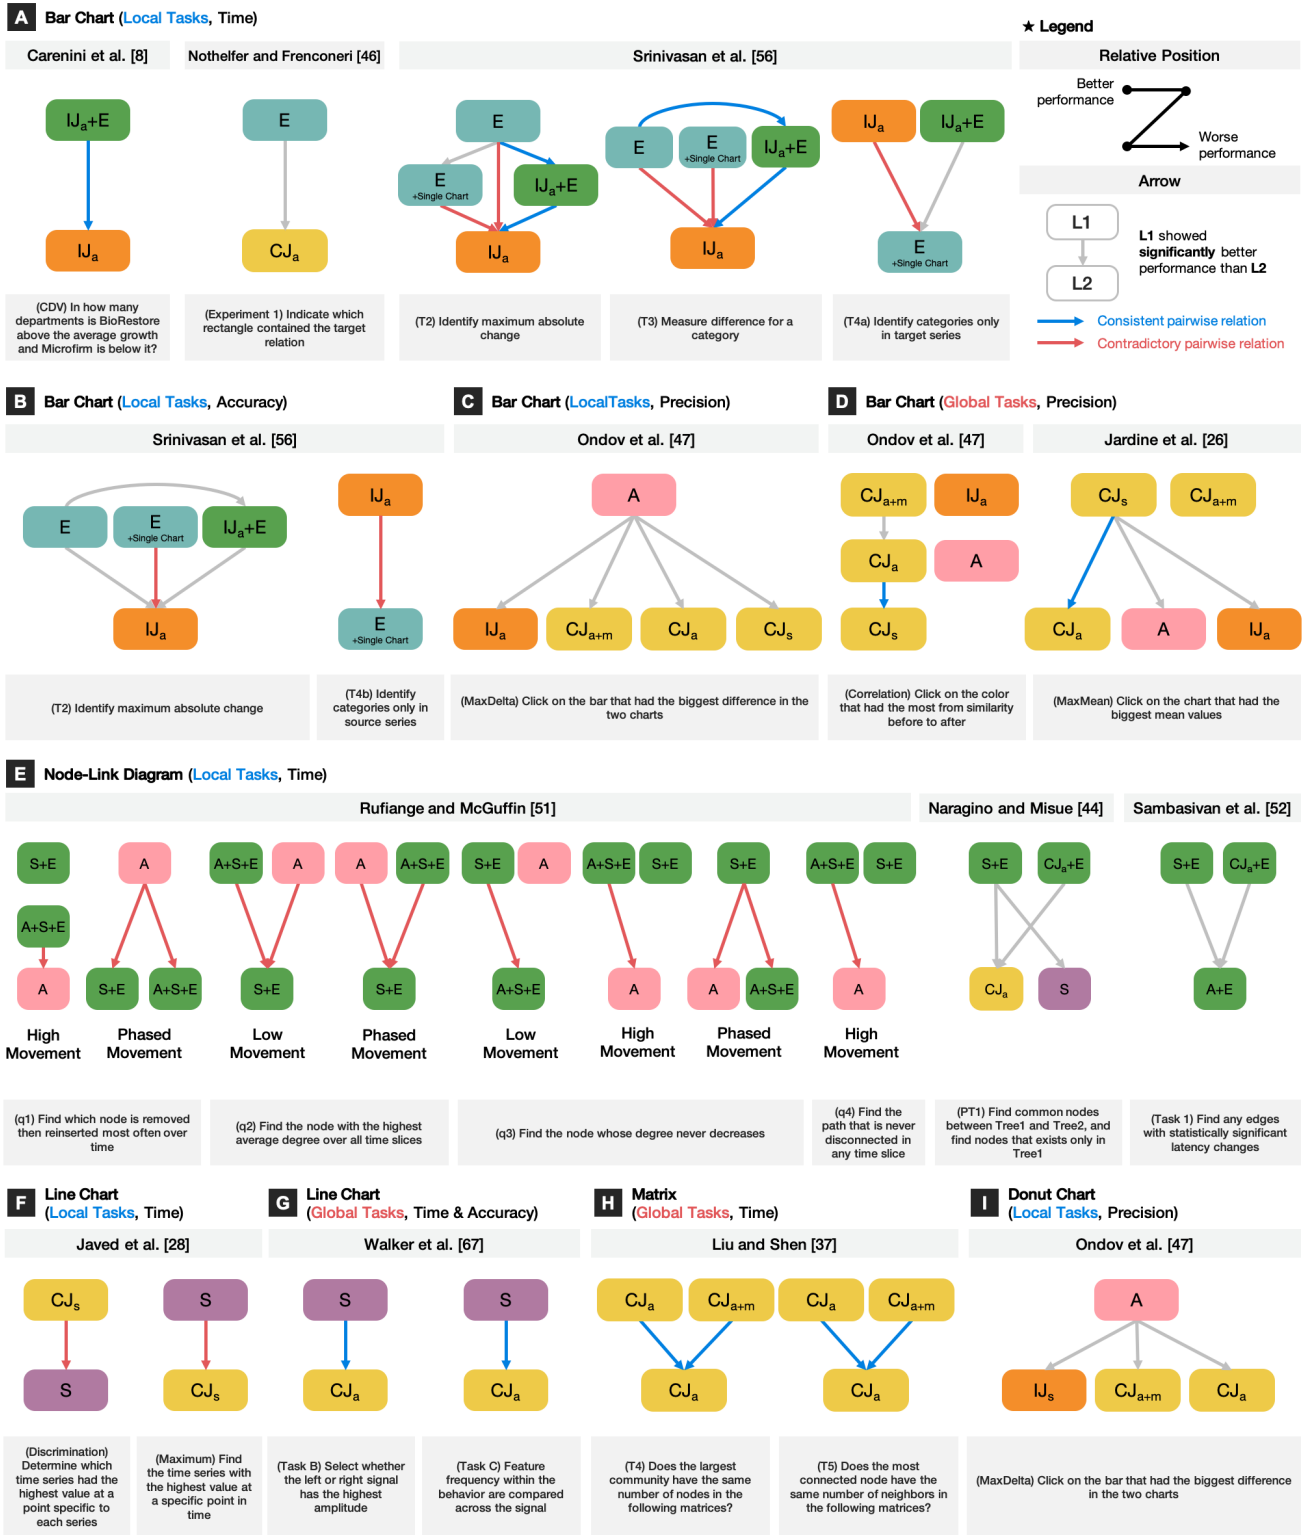 A Bar Chart (Local Tasks, Time)
★ Legend
Carenini et al. [8]
Nothelfer and Frenconeri [46]
Srinivasan et al. [56]
Relative Position
Better
performance
Worse
performance
Arrow
L1
L2
L1 showed
significantly better
performance than L2
Consistent pairwise relation
Contradictory pairwise relation
IJa+E
IJa
E
CJa
E
E
+Single Chart
IJa+E
IJa
E
E
+Single Chart
IJa+E
IJa
IJa
IJa+E
E
+Single Chart
(CDV) In how many
departments is BioRestore
above the average growth
and Microfirm is below it?
(Experiment 1) Indicate which
rectangle contained the target
relation
(T2) Identify maximum absolute
change
(T3) Measure difference for a
category
(T4a) Identify categories only
in target series
B Bar Chart (Local Tasks, Accuracy)
Srinivasan et al. [56]
E
E
+Single Chart
IJa+E
IJa
IJa
E
+Single Chart
(T2) Identify maximum absolute change
(T4b) Identify
categories only in
source series
C Bar Chart (LocalTasks, Precision)
Ondov et al. [47]
A
IJa
CJa+m
CJa
CJs
(MaxDelta) Click on the bar that had the biggest difference in the
two charts
D Bar Chart (Global Tasks, Precision)
Ondov et al. [47]
Jardine et al. [26]
CJa+m
IJa
CJa
A
CJs
CJs
CJa+m
CJa
A
IJa
(Correlation) Click on the color
that had the most from similarity
before to after
(MaxMean) Click on the chart that had the
biggest mean values
E Node-Link Diagram (Local Tasks, Time)
Rufiange and McGuffin [51]
Naragino and Misue [44]
Sambasivan et al. [52]
S+E
A+S+E
A
High
Movement
A
S+E
A+S+E
Phased
Movement
A+S+E
A
S+E
Low
Movement
A
A+S+E
S+E
Phased
Movement
S+E
A
A+S+E
Low
Movement
A+S+E
S+E
A
High
Movement
S+E
A
A+S+E
Phased
Movement
A+S+E
S+E
A
High
Movement
S+E
CJa+E
CJa
S
S+E
CJa+E
A+E
(q1) Find which node is removed
then reinserted most often over
time
(q2) Find the node with the highest
average degree over all time slices
(q3) Find the node whose degree never decreases
(q4) Find the
path that is never
disconnected in
any time slice
(PT1) Find common nodes
between Tree1 and Tree2, and
find nodes that exists only in
Tree1
(Task 1) Find any edges
with statistically significant
latency changes
F Line Chart
(Local Tasks, Time)
Javed et al. [28]
CJs
S
S
CJs
(Discrimination)
Determine which
time series had the
highest value at a
point specific to
each series
(Maximum) Find
the time series with
the highest value at
a specific point in
time
G Line Chart
(Global Tasks, Time & Accuracy)
Walker et al. [67]
S
CJa
S
CJa
(Task B) Select whether
the left or right signal
has the highest
amplitude
(Task C) Feature
frequency within the
behavior are compared
across the signal
H Matrix
(Global Tasks, Time)
Liu and Shen [37]
CJa
CJa+m
CJa
CJa
CJa+m
CJa
(T4) Does the largest
community have the same
number of nodes in the
following matrices?
(T5) Does the most
connected node have the
same number of neighbors in
the following matrices?
I Donut Chart
(Local Tasks, Precision)
Ondov et al. [47]
A
IJs
CJa+m
CJa
(MaxDelta) Click on the bar that had the biggest difference
in the two charts